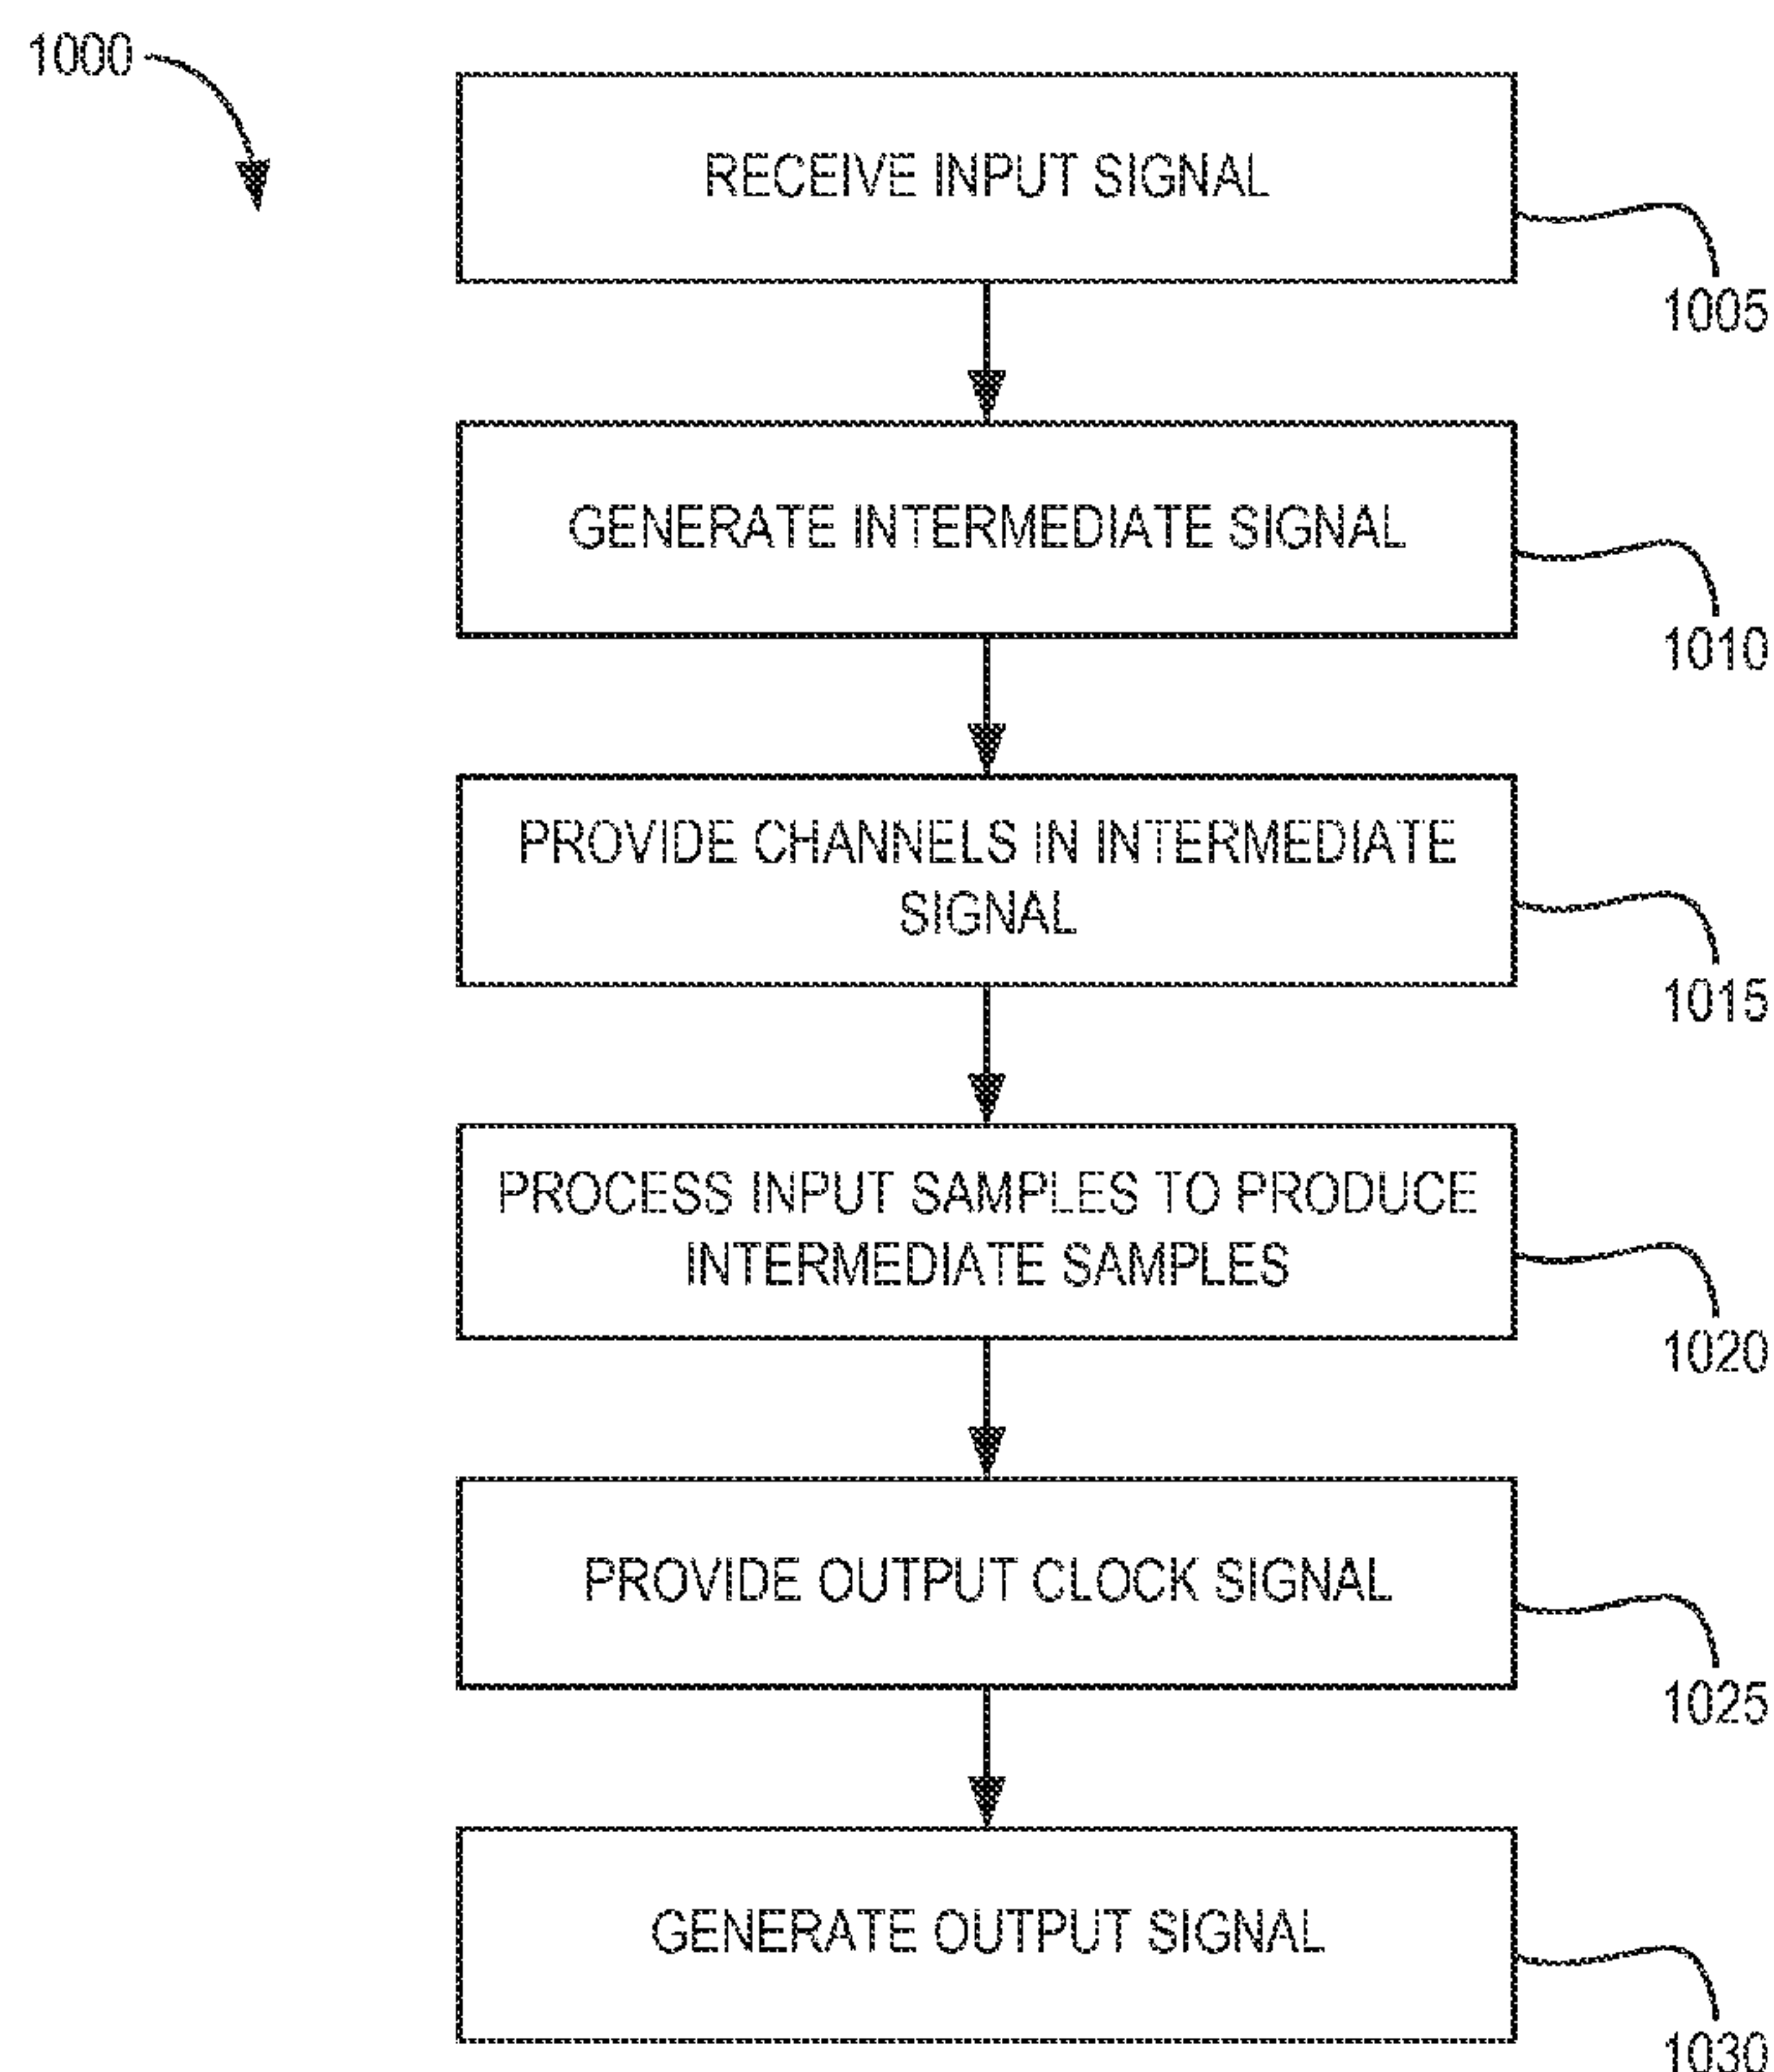 1000
RECEIVE INPUT SIGNAL
1005
GENERATE INTERMEDIATE SIGNAL
1010
PROVIDE CHANNELS IN INTERMEDIATE
SIGNAL
1015
PROCESS INPUT SAMPLES TO PRODUCE
INTERMEDIATE SAMPLES
1020
PROVIDE OUTPUT CLOCK SIGNAL
1025
GENERATE OUTPUT SIGNAL
1030